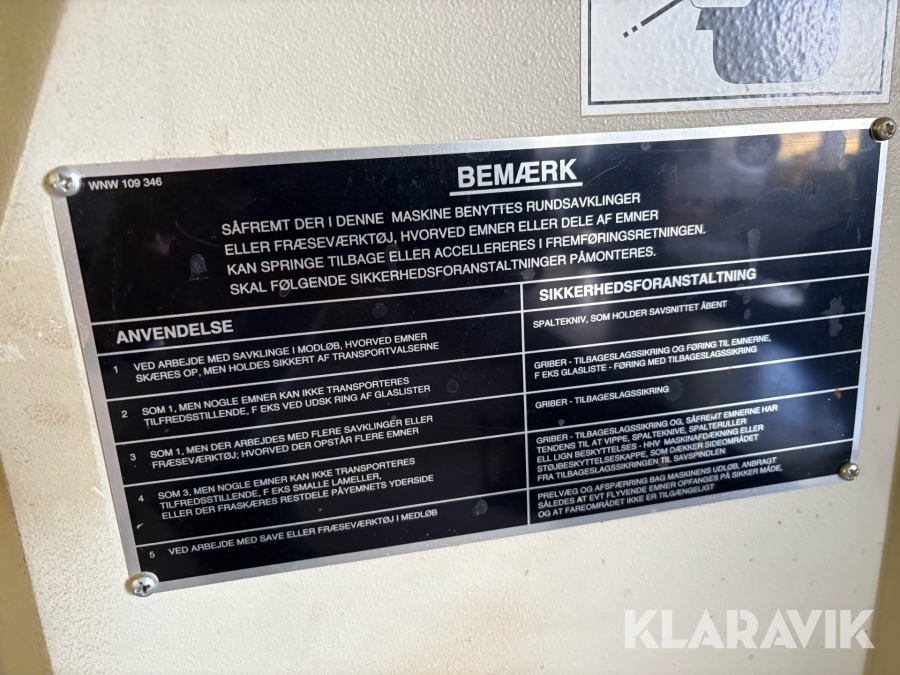 WNW 109 346
BEMÆRK
SÅFREMT DER I DENNE MASKINE BENYTTES RUNDSAVKLINGER
ELLER FRÆSEVÆRKTØJ, HVORVED EMNER ELLER DELE AF EMNER
KAN SPRINGE TILBAGE ELLER ACCELLERERES I FREMFØRINGSRETNINGEN.
SKAL FØLGENDE SIKKERHEDSFORANSTALTNINGER PÅMONTERES.
ANVENDELSE
SIKKERHEDSFORANSTALTNING
1 VED ARBEJDE MED SAVKLINGE I MODLØB, HVORVED EMNER
SKÆRES OP, MEN HOLDES SIKKERT AF TRANSPORTVALSERNE
SPALTEKNIV, SOM HOLDER SAVSNITTET ÅBENT
2 SOM 1, MEN NOGLE EMNER KAN IKKE TRANSPORTERES
TILFREDSSTILLENDE, F EKS VED UDSK RING AF GLASLISTER
GRIBER - TILBAGESLAGSSIKRING OG FØRING TIL EMNERNE,
F EKS GLASLISTE - FØRING MED TILBAGESLAGSSIKRING
3 SOM 1, MEN DER ARBEJDES MED FLERE SAVKLINGER ELLER
FRÆSEVÆRKTØJ; HVORVED DER OPSTÅR FLERE EMNER
GRIBER - TILBAGESLAGSSIKRING
4 SOM 3, MEN NOGLE EMNER KAN IKKE TRANSPORTERES
TILFREDSSTILLENDE, F EKS SMALLE LAMELLER,
ELLER DER FRASKÆRES RESTDELE PÅYEMNETS YDERSIDE
GRIBER - TILBAGESLAGSSIKRING OG, SÅFREMT EMNERNE HAR
TENDENS TIL AT VIPPE, SPALTEKNIVE, SPALTERULLER
ELL LIGN BESKYTTELSES - HHV MASKINAFDÆKNING ELLER
STØJBESKYTTELSESKAPPE, SOM DÆKKER SIDEOMRÅDET
FRA TILBAGESLAGSSIKRINGEN TIL SAVSPINDLEN
5 VED ARBEJDE MED SAVE ELLER FRÆSEVÆRKTØJ I MEDLØB
PRELVÆG OG AFSPÆRRING BAG MASKINENS UDLØB, ANBRAGT
SÅLEDES AT EVT FLYVENDE EMNER OPFANGES PÅ SIKKER MÅDE,
OG AT FAREOMRÅDET IKKE ER TILGÆNGELIGT
KLARAVIK